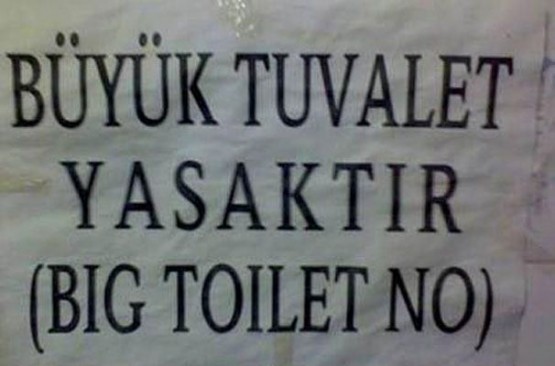 BÜYÜK TUVALET
YASAKTIR
(BIG TOILET NO)